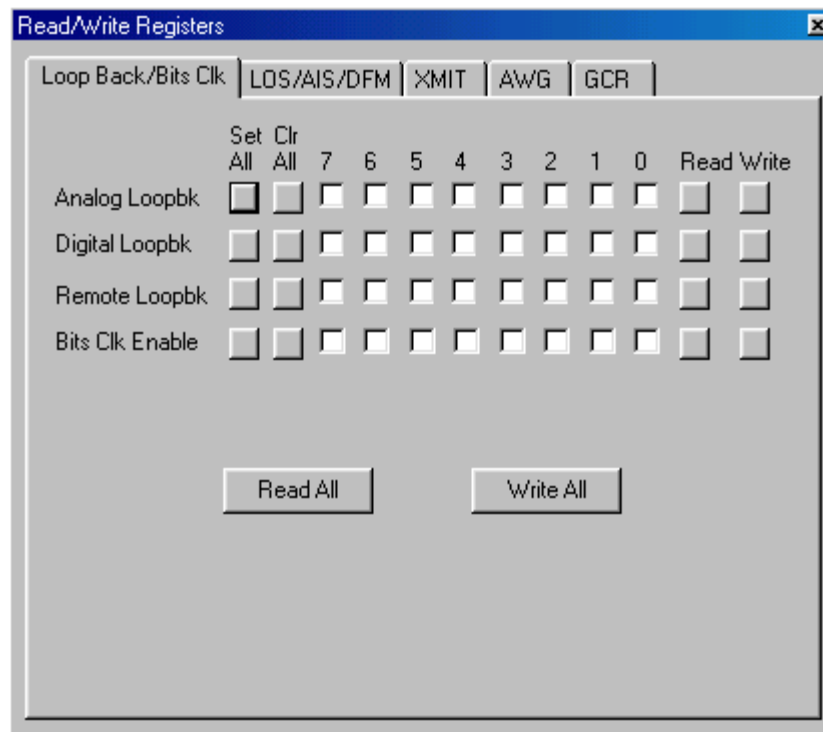 Read/Write Registers
Loop Back/Bits Clk LOS/AIS/DFM XMIT AWG GCR
Set Clr
All All 7 6 5 4 3 2 1 0 Read Write
Analog Loopbk
Digital Loopbk
Remote Loopbk
Bits Clk Enable
Read All Write All